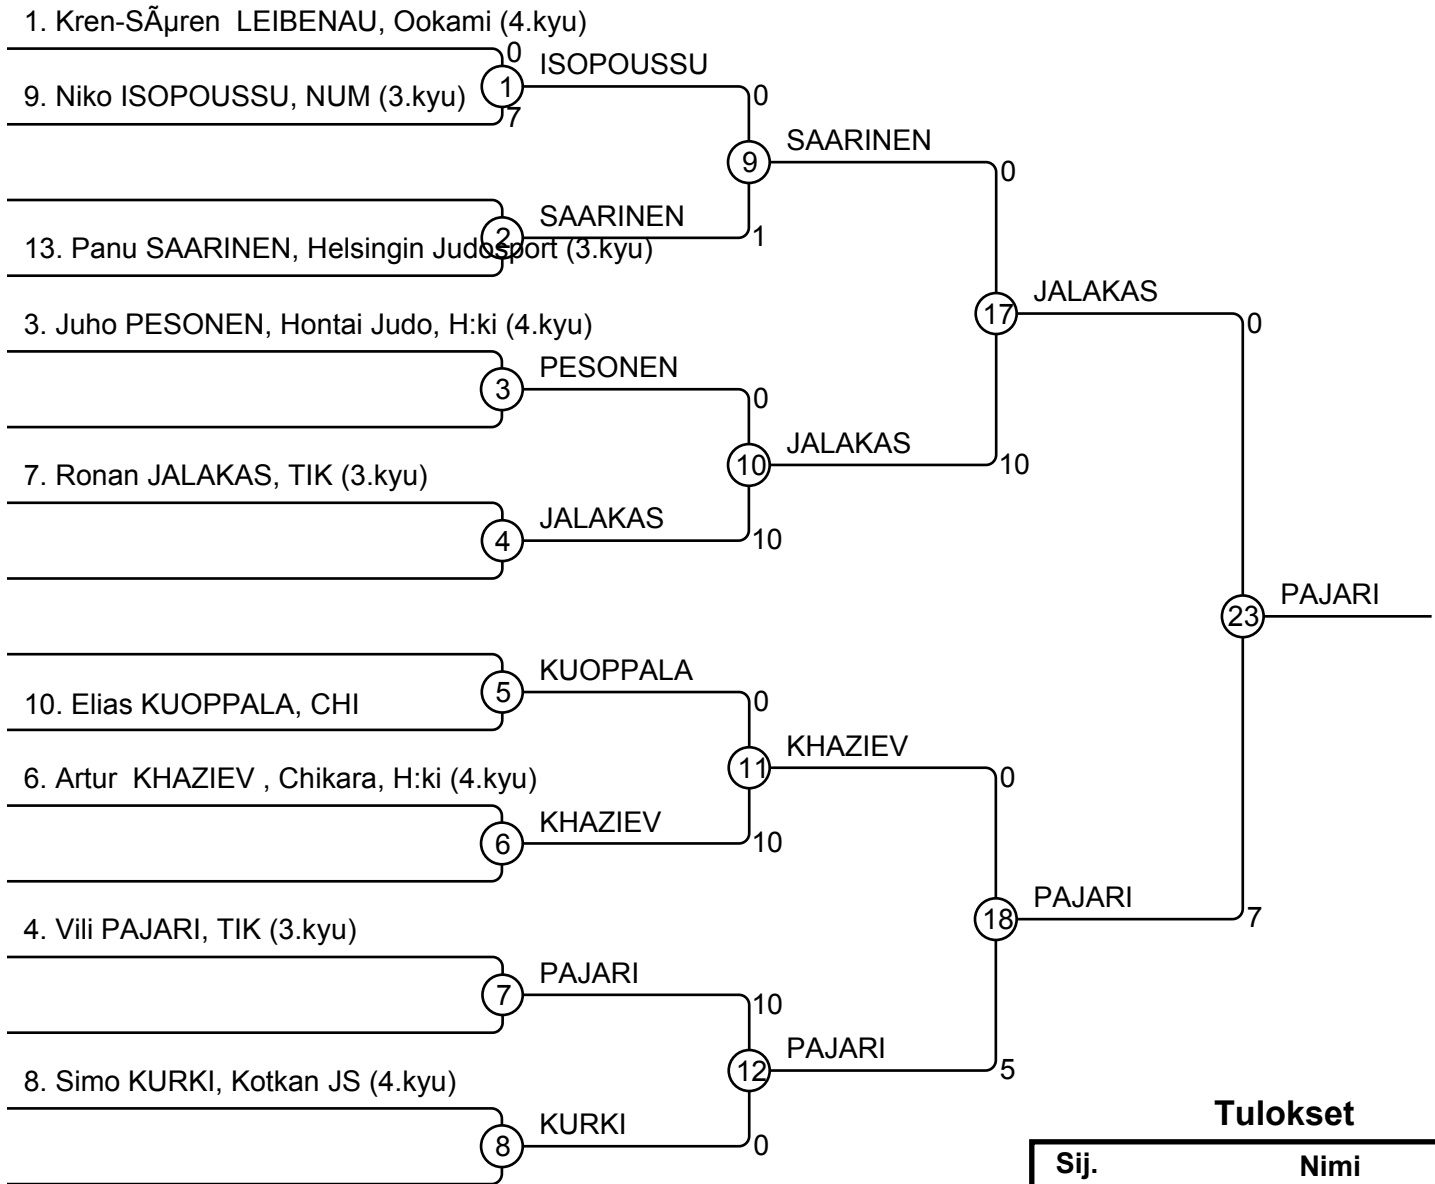 1. Kren-SÃµren  LEIBENAU, Ookami (4.kyu)
0
ISOPOUSSU
1
9. Niko ISOPOUSSU, NUM (3.kyu)
7
0
SAARINEN
9
0
SAARINEN
2
1
13. Panu SAARINEN, Helsingin Judosport (3.kyu)
3. Juho PESONEN, Hontai Judo, H:ki (4.kyu)
JALAKAS
17
0
PESONEN
3
0
JALAKAS
10
10
7. Ronan JALAKAS, TIK (3.kyu)
JALAKAS
4
10
PAJARI
23
KUOPPALA
5
0
10. Elias KUOPPALA, CHI
KHAZIEV
11
0
6. Artur  KHAZIEV , Chikara, H:ki (4.kyu)
KHAZIEV
6
10
PAJARI
18
7
4. Vili PAJARI, TIK (3.kyu)
PAJARI
7
10
PAJARI
12
5
8. Simo KURKI, Kotkan JS (4.kyu)
KURKI
8
0
Tulokset
Sij. Nimi